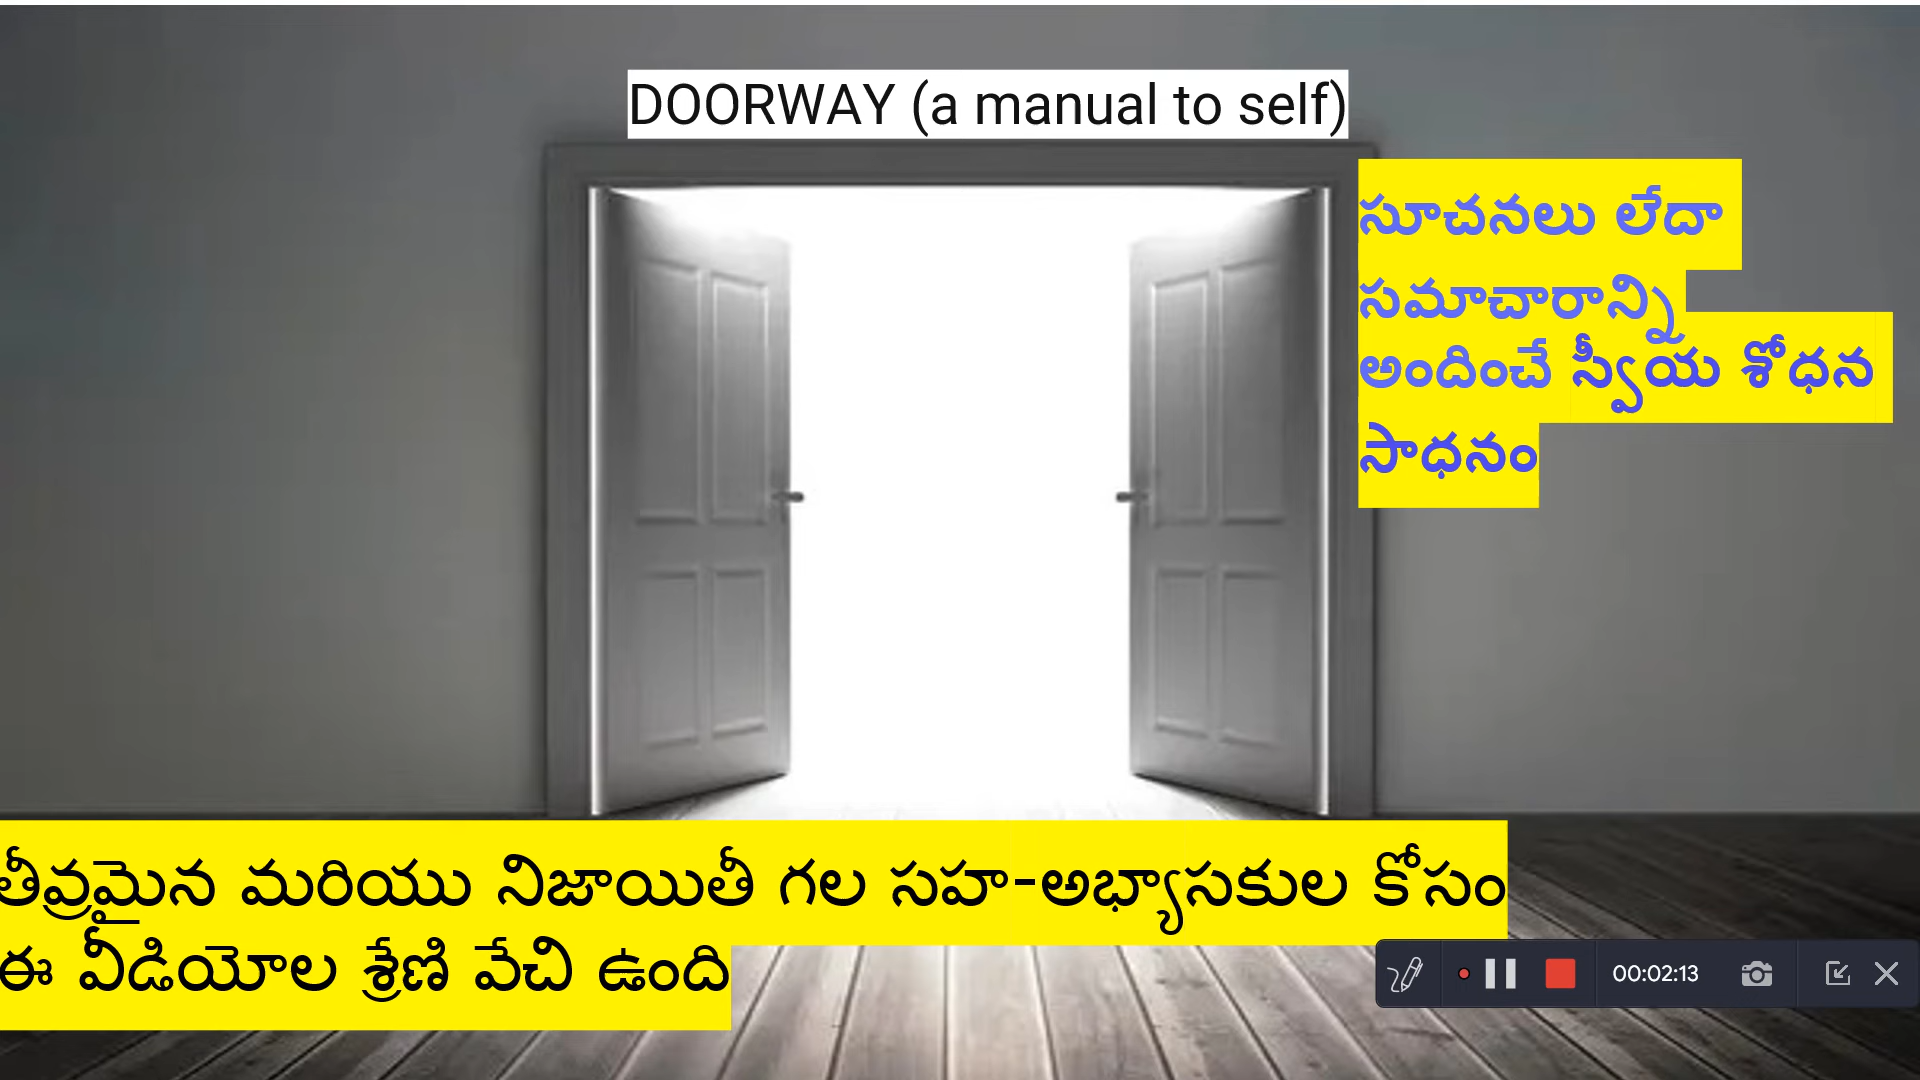 DOORWAY (a manual to self)
సూచనలు లేదా
సమాచారాన్ని
అందించే స్వీయ శోధన
సాధనం
తీవ్రమైన మరియు నిజాయితీ గల సహ-అభ్యాసకుల కోసం
ఈ వీడియోల శ్రేణి వేచి ఉంది
00:02:13